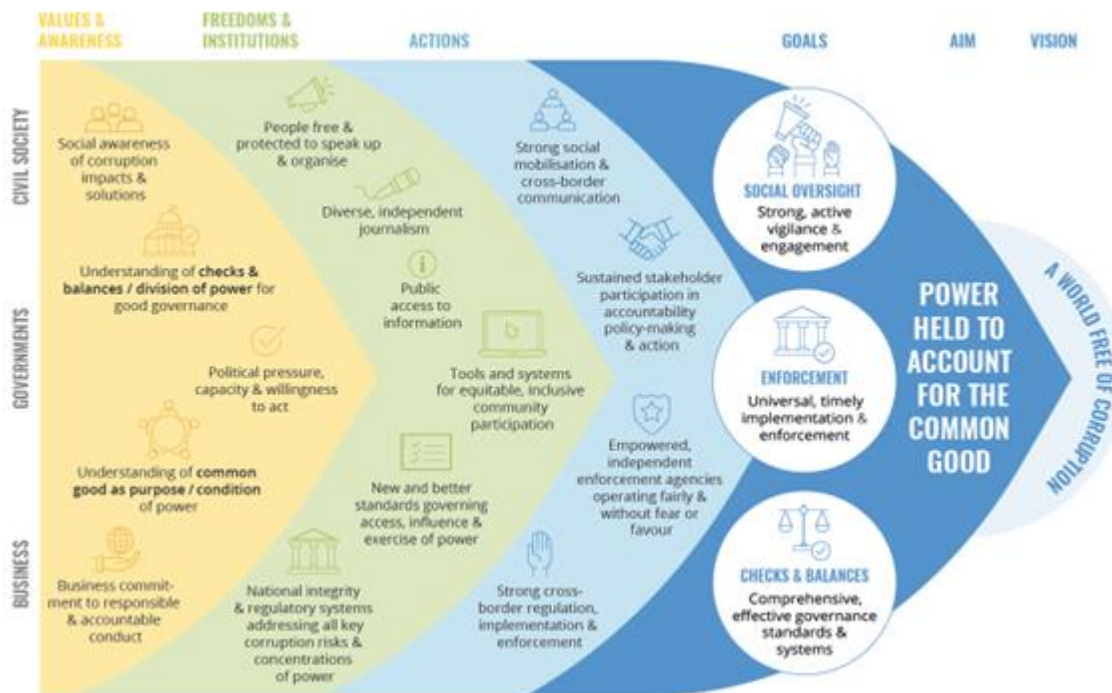 VALUES &
AWARENESS
FREEDOMS &
INSTITUTIONS
ACTIONS
GOALS
AIM
VISION
CIVIL SOCIETY
GOVERNMENTS
BUSINESS
Social awareness
of corruption
impacts &
solutions
Understanding of checks &
balances / division of power for
good governance
Political pressure,
capacity & willingness
to act
Understanding of common
good as purpose / condition
of power
Business commit-
ment to responsible
& accountable
conduct
People free &
protected to speak up
& organise
Diverse, independent
journalism
Public
access to
information
Tools and systems
for equitable, inclusive
community
participation
New and better
standards governing
access, influence &
exercise of power
National integrity
& regulatory systems
addressing all key
corruption risks &
concentrations
of power
Strong social
mobilisation &
cross-border
communication
Sustained stakeholder
participation in
accountability
policy-making
& action
Empowered,
independent
enforcement agencies
operating fairly &
without fear or
favour
Strong cross-
border regulation,
implementation &
enforcement
SOCIAL OVERSIGHT
Strong, active
vigilance &
engagement
ENFORCEMENT
Universal, timely
implementation &
enforcement
CHECKS & BALANCES
Comprehensive,
effective governance
standards &
systems
POWER
HELD TO
ACCOUNT
FOR THE
COMMON
GOOD
A WORLD FREE OF CORRUPTION